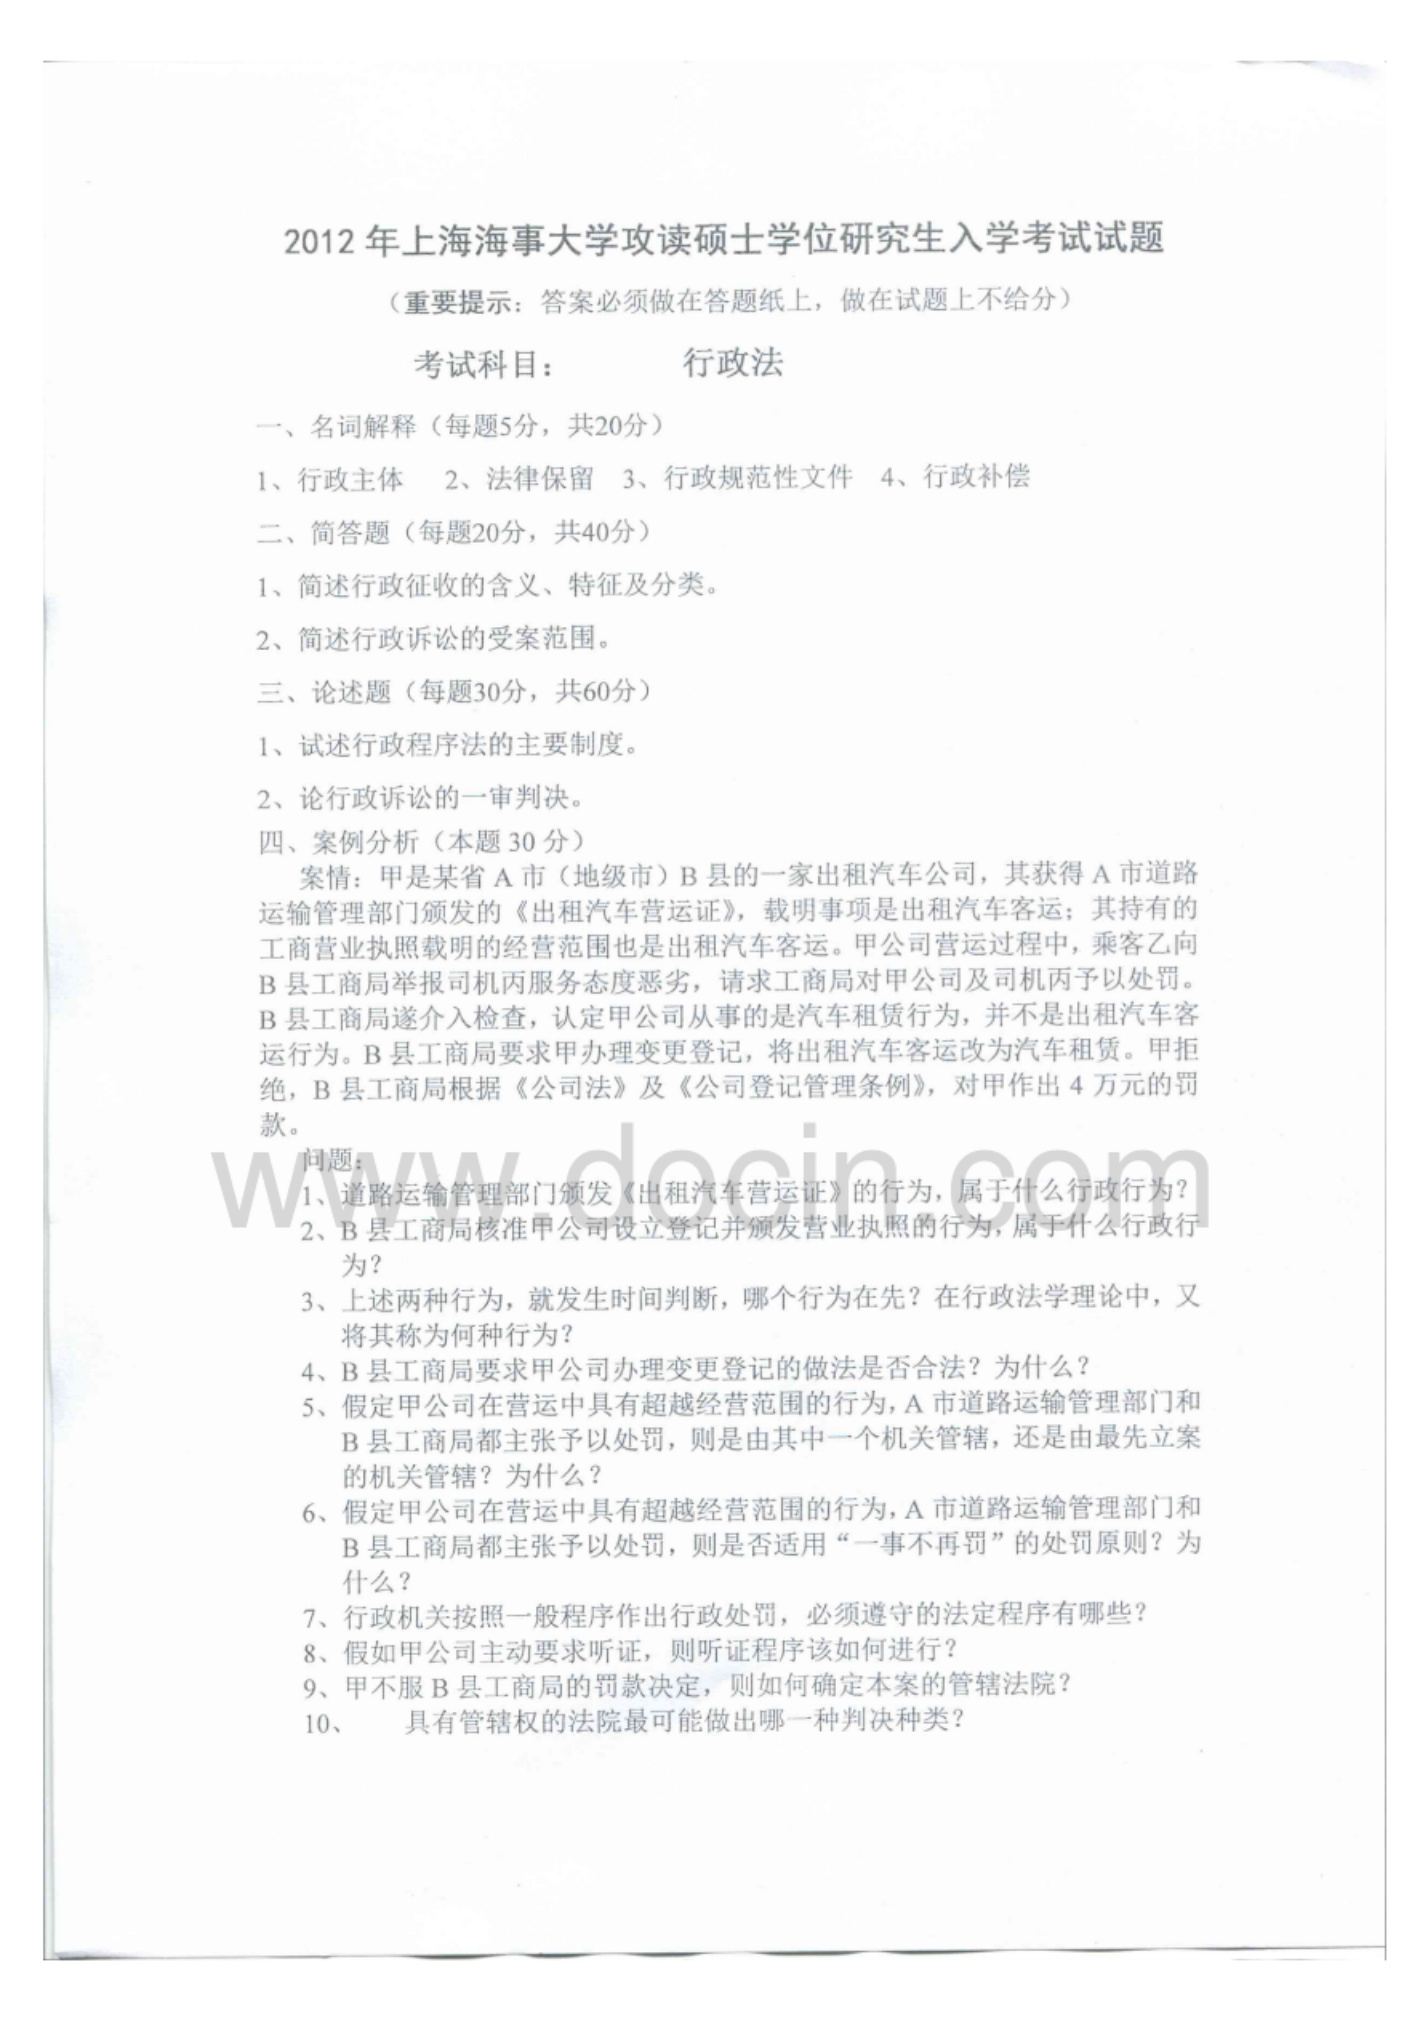 2012 年上海海事大学攻读硕士学位研究生入学考试试题
（重要提示：答案必须做在答题纸上，做在试题上不给分）
考试科目： 行政法
一、名词解释（每题5分，共20分）
1、行政主体 2、法律保留 3、行政规范性文件 4、行政补偿
二、简答题（每题20分，共40分）
1、简述行政征收的含义、特征及分类。
2、简述行政诉讼的受案范围。
三、论述题（每题30分，共60分）
1、试述行政程序法的主要制度。
2、论行政诉讼的一审判决。
四、案例分析（本题 30 分）
案情：甲是某省 A 市（地级市）B 县的一家出租汽车公司，其获得 A 市道路
运输管理部门颁发的《出租汽车营运证》，载明事项是出租汽车客运；其持有的
工商营业执照载明的经营范围也是出租汽车客运。甲公司营运过程中，乘客乙向
B 县工商局举报司机丙服务态度恶劣，请求工商局对甲公司及司机丙予以处罚。
B 县工商局遂介入检查，认定甲公司从事的是汽车租赁行为，并不是出租汽车客
运行为。B 县工商局要求甲办理变更登记，将出租汽车客运改为汽车租赁。甲拒
绝，B 县工商局根据《公司法》及《公司登记管理条例》，对甲作出 4 万元的罚
款。
问题：
1、道路运输管理部门颁发《出租汽车营运证》的行为，属于什么行政行为？
2、B 县工商局核准甲公司设立登记并颁发营业执照的行为，属于什么行政行
为？
3、上述两种行为，就发生时间判断，哪个行为在先？在行政法学理论中，又
将其称为何种行为？
4、B 县工商局要求甲公司办理变更登记的做法是否合法？为什么？
5、假定甲公司在营运中具有超越经营范围的行为，A 市道路运输管理部门和
B 县工商局都主张予以处罚，则是由其中一个机关管辖，还是由最先立案
的机关管辖？为什么？
6、假定甲公司在营运中具有超越经营范围的行为，A 市道路运输管理部门和
B 县工商局都主张予以处罚，则是否适用“一事不再罚”的处罚原则？为
什么？
7、行政机关按照一般程序作出行政处罚，必须遵守的法定程序有哪些？
8、假如甲公司主动要求听证，则听证程序该如何进行？
9、甲不服 B 县工商局的罚款决定，则如何确定本案的管辖法院？
10、 具有管辖权的法院最可能做出哪一种判决种类？
www.docin.com